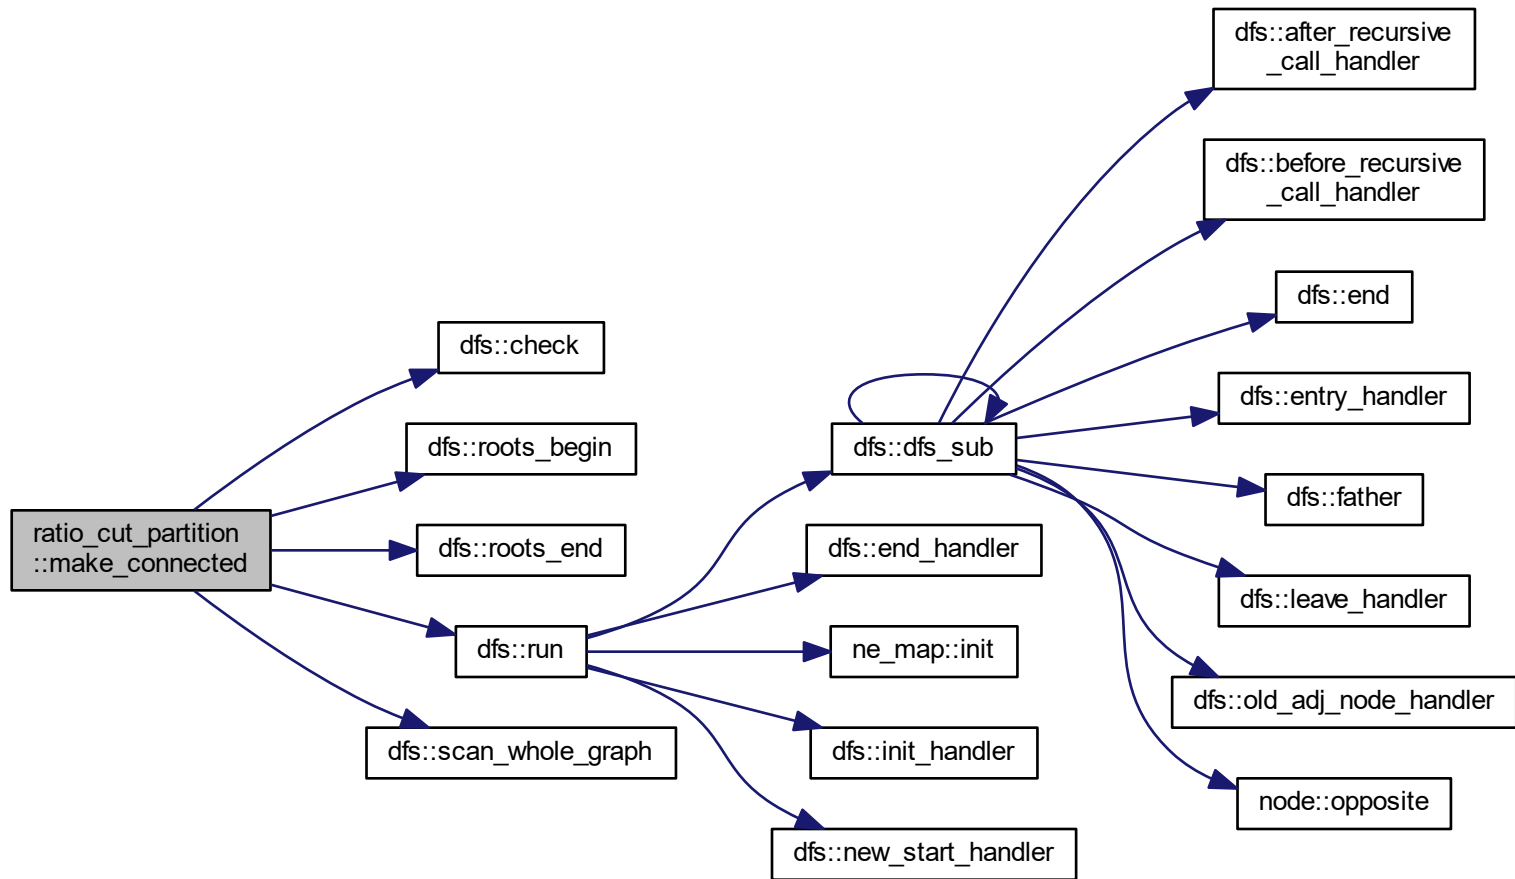 dfs::after_recursive
_call_handler
dfs::before_recursive
_call_handler
dfs::end
dfs::check
dfs::entry_handler
dfs::roots_begin
dfs::dfs_sub
dfs::father
ratio_cut_partition
::make_connected
dfs::roots_end
dfs::end_handler
dfs::leave_handler
dfs::run
ne_map::init
dfs::old_adj_node_handler
dfs::scan_whole_graph
dfs::init_handler
node::opposite
dfs::new_start_handler